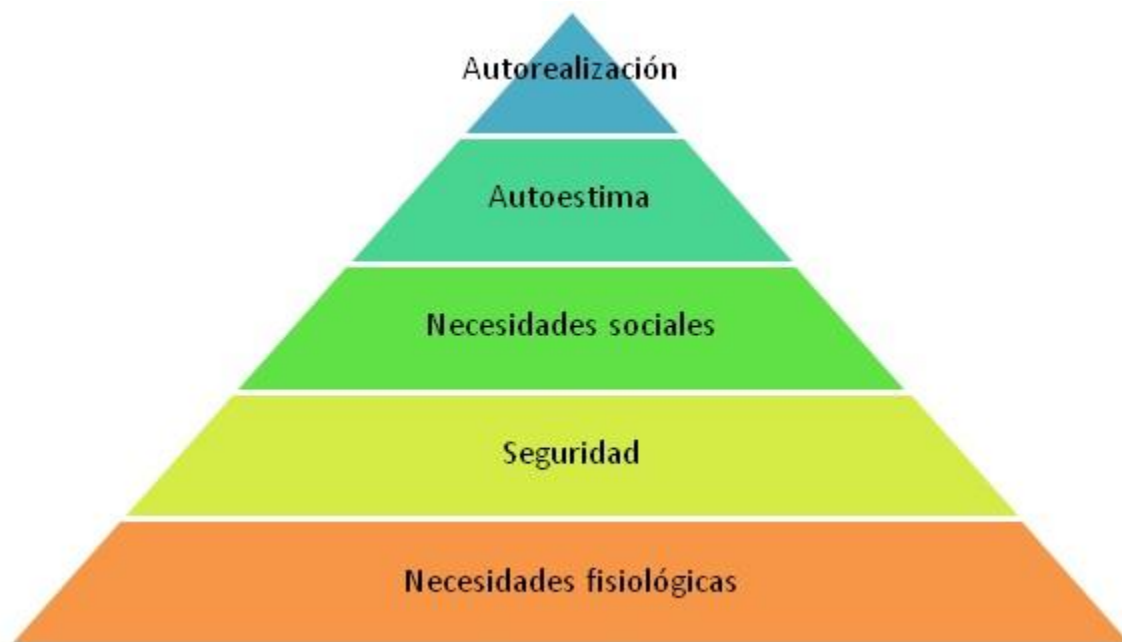 Autorealización
Autoestima
Necesidades sociales
Seguridad
Necesidades fisiológicas